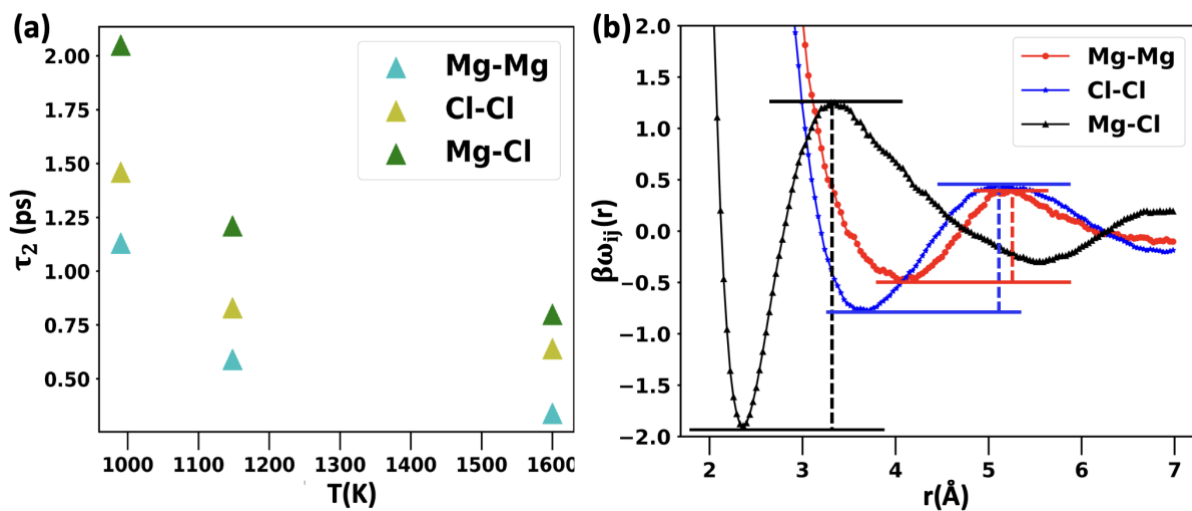 (a)
2.00
1.75
1.50
1.25
1.00
0.75
0.50
τ₂ (ps)
Mg-Mg
Cl-Cl
Mg-Cl
1000 1100 1200 1300 1400 1500 1600
T(K)
(b)
2.0
1.5
1.0
0.5
0.0
−0.5
−1.0
−1.5
−2.0
βω_ij(r)
Mg-Mg
Cl-Cl
Mg-Cl
2 3 4 5 6 7
r(Å)